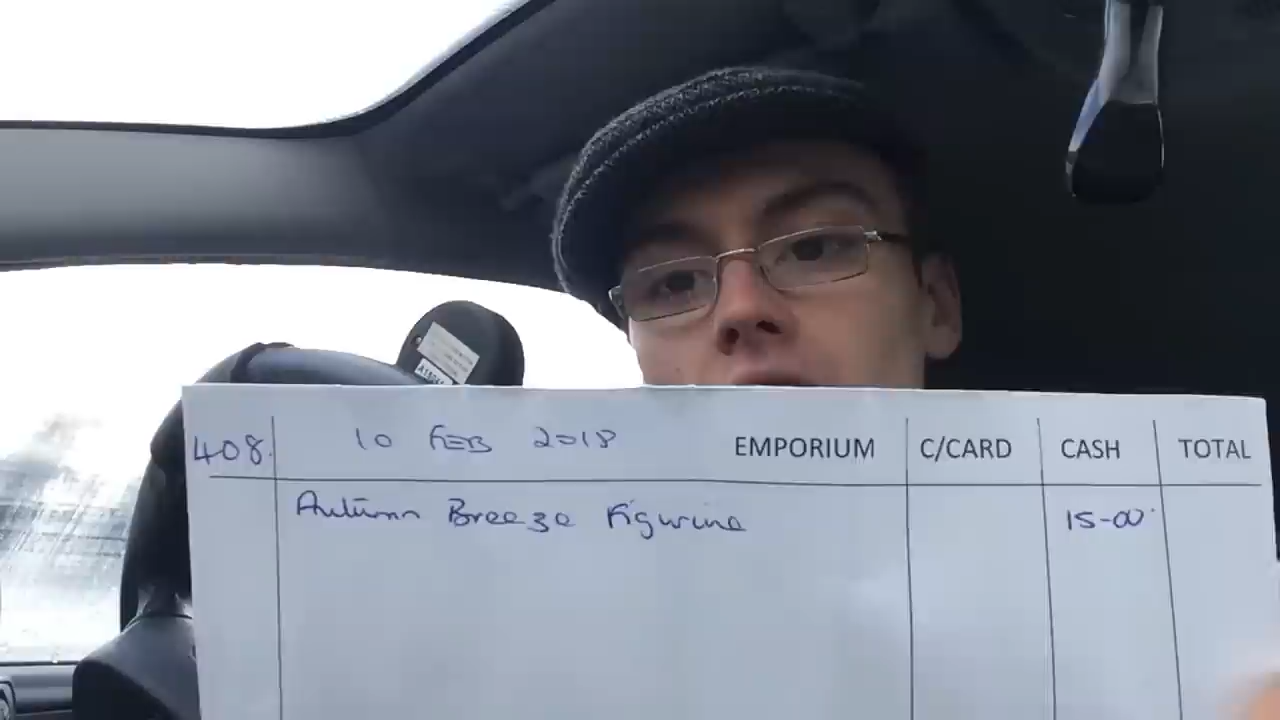 408. 10 FEB 2018 EMPORIUM C/CARD CASH TOTAL
Autumn Breeze Figurine 15-00